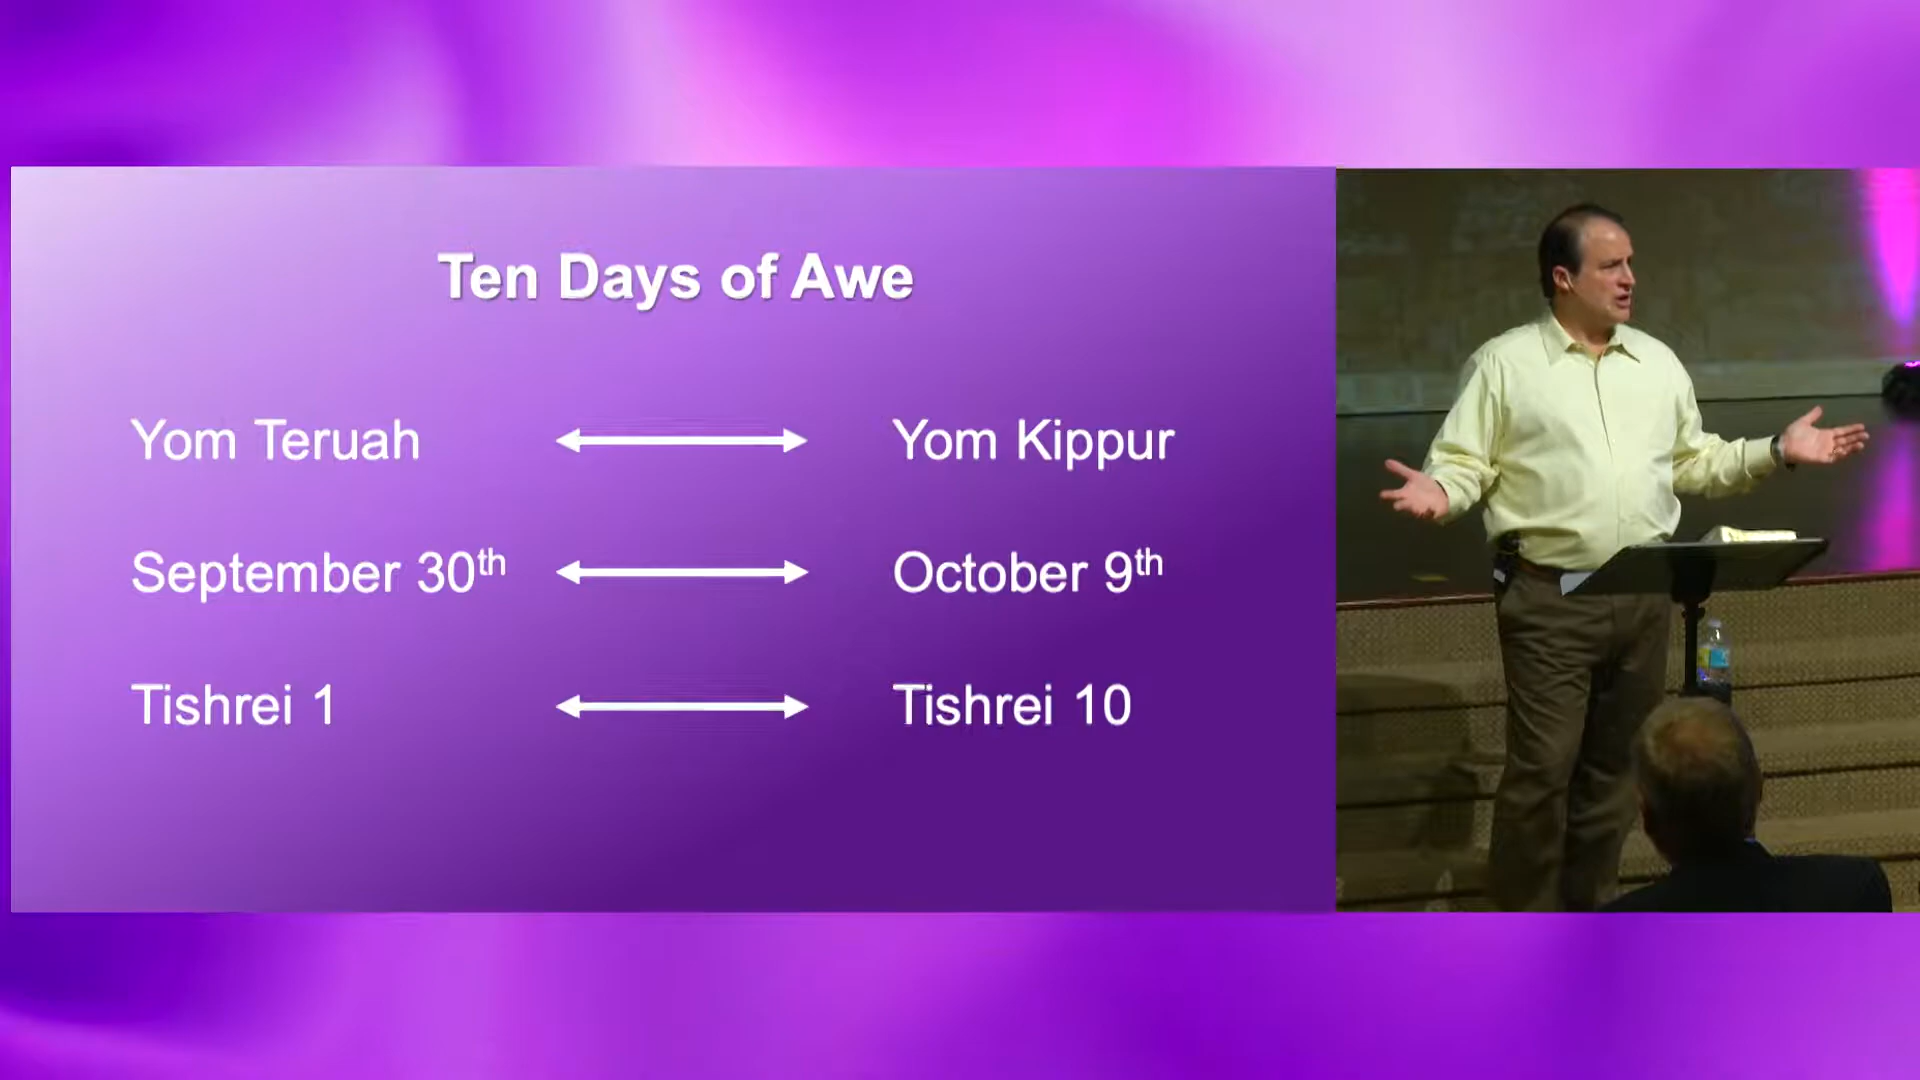 Ten Days of Awe
Yom Teruah Yom Kippur
September 30th October 9th
Tishrei 1 Tishrei 10